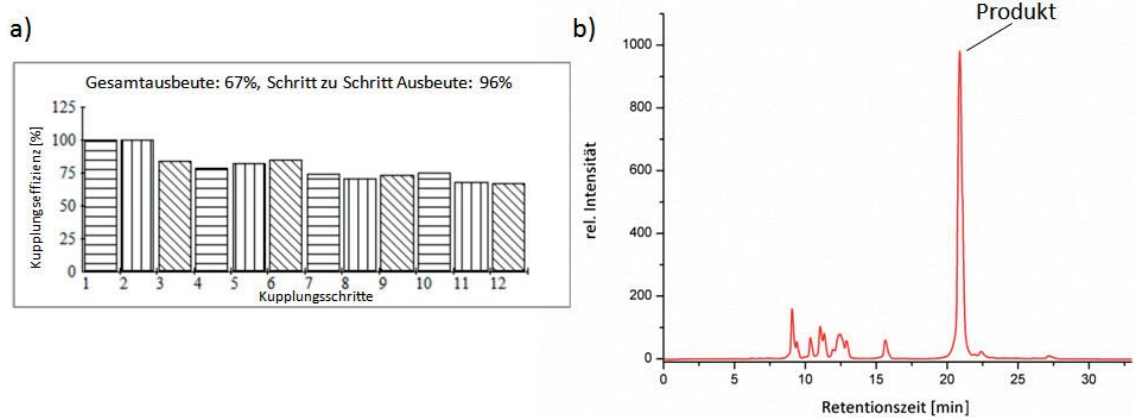 a)
Gesamtausbeute: 67%, Schritt zu Schritt Ausbeute: 96%
Kupplungseffizienz [%]
125
100
75
50
25
0
1 2 3 4 5 6 7 8 9 10 11 12
Kupplungsschritte
b)
Produkt
rel. Intensität
1000
800
600
400
200
0
0 5 10 15 20 25 30
Retentionszeit [min]